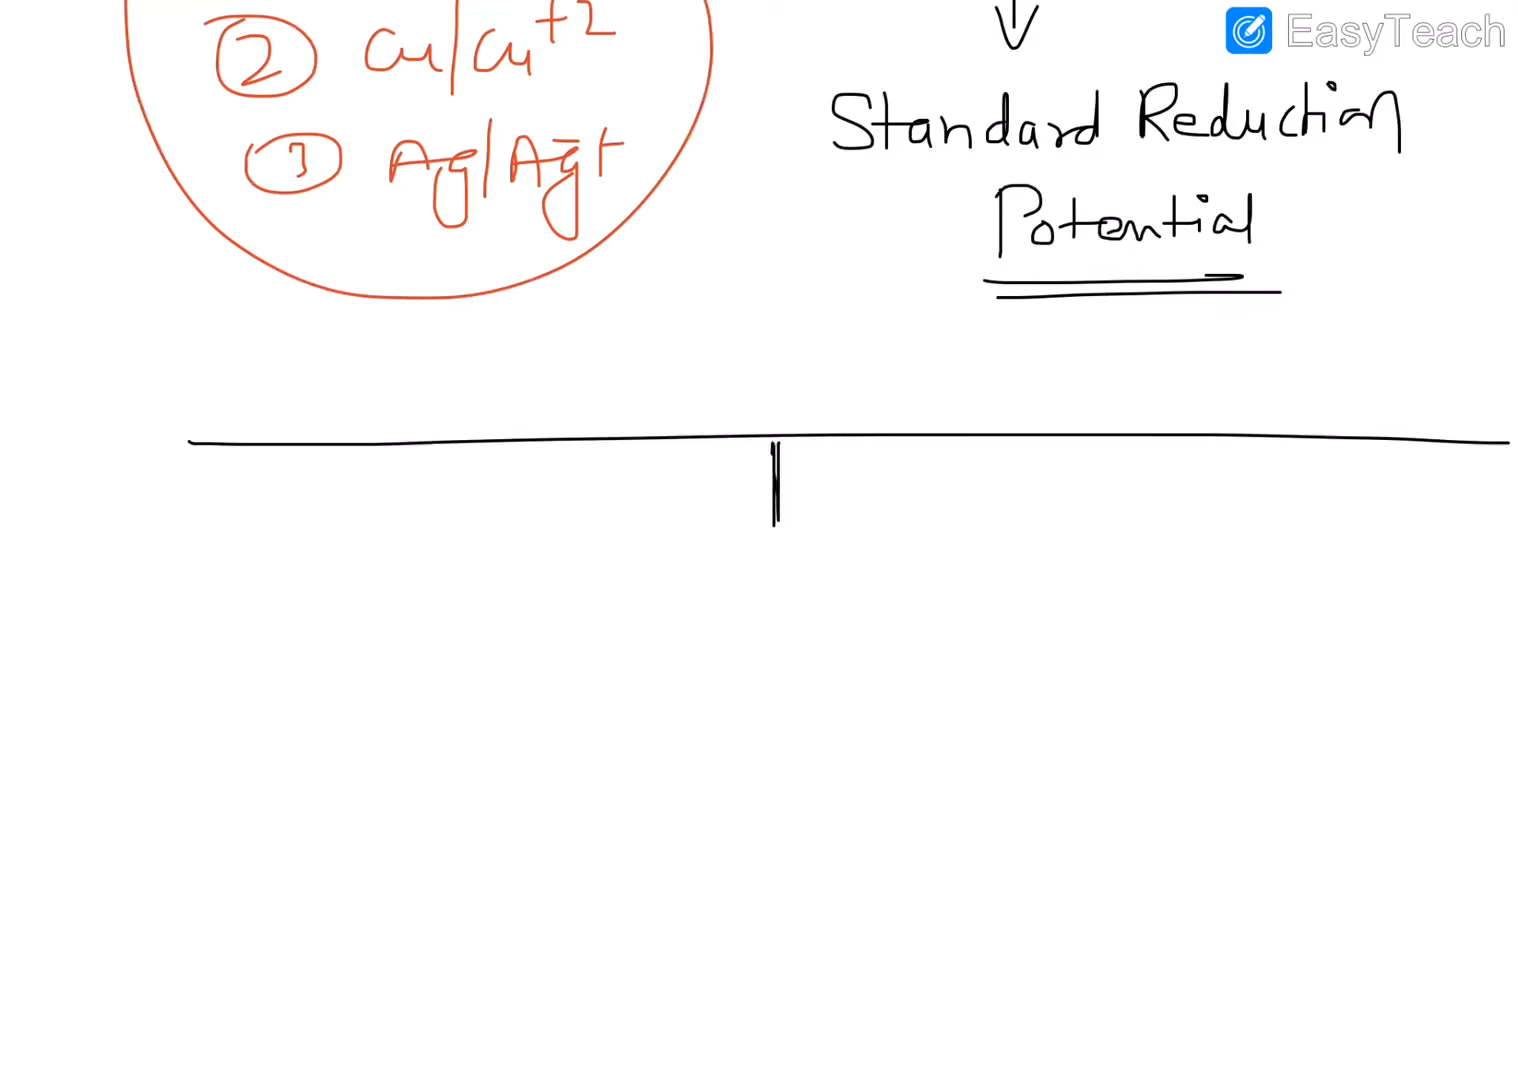 ② Cu/Cu+2
③ Ag/Ag+
EasyTeach
Standard Reduction
Potential